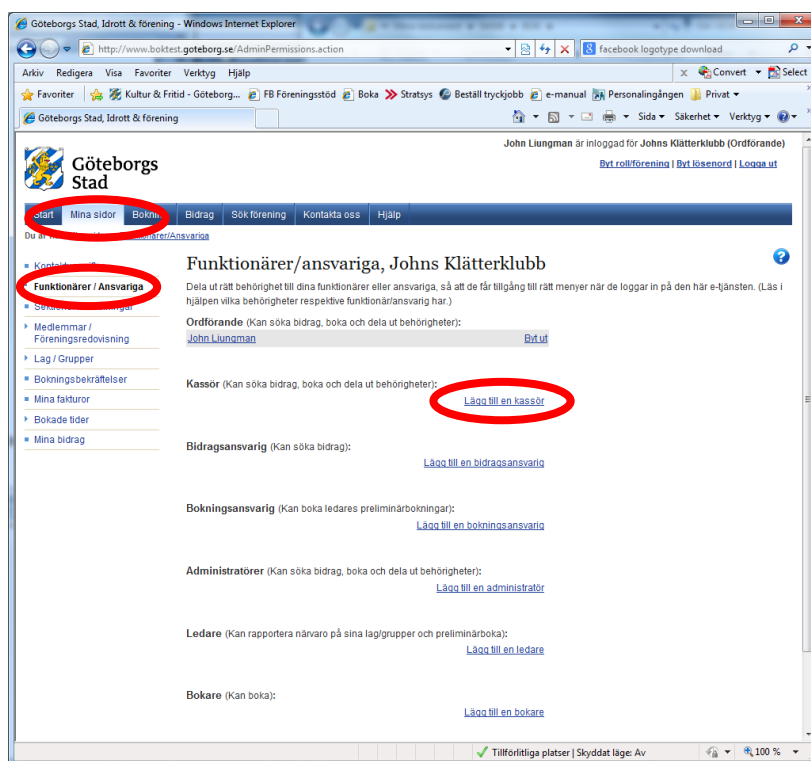 Göteborgs Stad, Idrott & förening - Windows Internet Explorer
http://www.boktest.goteborg.se/AdminPermissions.action
facebook logotype download
Arkiv Redigera Visa Favoriter Verktyg Hjälp
x Convert Select
Favoriter Kultur & Fritid - Göteborg... FB Föreningsstöd Boka Stratsys Beställ tryckjobb e-manual Personalingången Privat
Göteborgs Stad, Idrott & förening
Sida Säkerhet Verktyg
John Liungman är inloggad för Johns Klätterklubb (Ordförande)
Byt roll/förening | Byt lösenord | Logga ut
Göteborgs
Stad
Start Mina sidor Bidrag Sök förening Kontakta oss Hjälp
Funktionärer/ansvariga, Johns Klätterklubb
Dela ut rätt behörighet till dina funktionärer eller ansvariga, så att de får tillgång till rätt menyer när de loggar in på den här e-tjänsten. (Läs i
hjälpen vilka behörigheter respektive funktionär/ansvarig har.)
Funktionärer / Ansvariga
Medlemmar /
Föreningsredovisning
Lag / Grupper
Bokningsbekräftelser
Mina fakturor
Bokade tider
Mina bidrag
Ordförande (Kan söka bidrag, boka och dela ut behörigheter):
John Liungman Byt ut
Kassör (Kan söka bidrag, boka och dela ut behörigheter):
Lägg till en kassör
Bidragsansvarig (Kan söka bidrag):
Lägg till en bidragsansvarig
Bokningsansvarig (Kan boka ledares preliminärbokningar):
Lägg till en bokningsansvarig
Administratörer (Kan söka bidrag, boka och dela ut behörigheter):
Lägg till en administratör
Ledare (Kan rapportera närvaro på sina lag/grupper och preliminärboka):
Lägg till en ledare
Bokare (Kan boka):
Lägg till en bokare
Tillförlitliga platser | Skyddat läge: Av
100 %